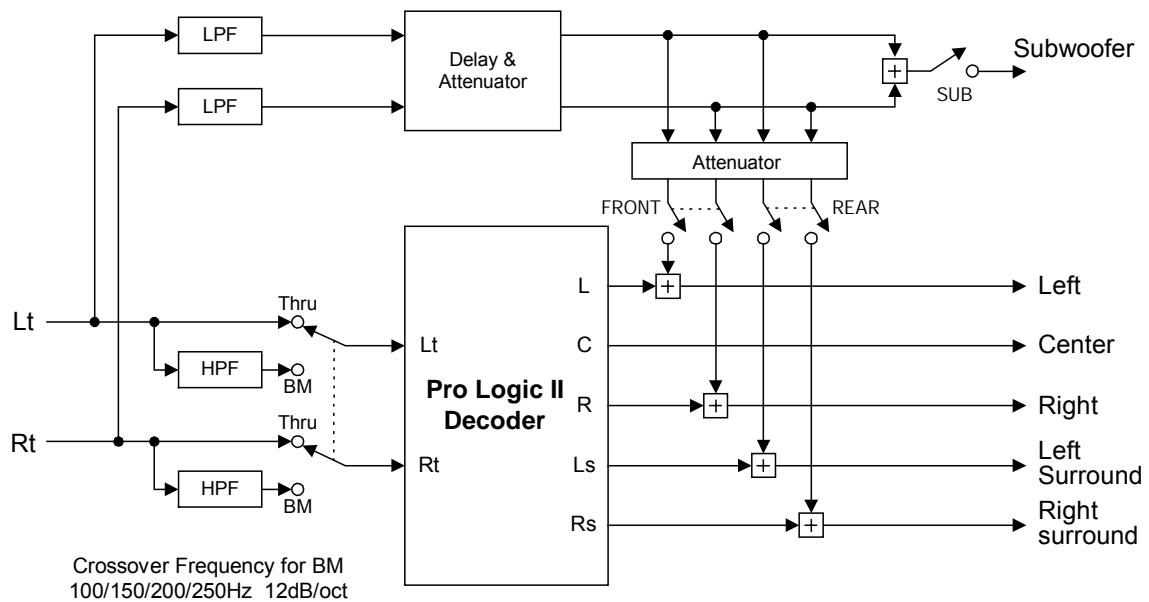 LPF
Delay &
Attenuator
+
SUB
Subwoofer
LPF
Attenuator
FRONT
REAR
L
+
Left
Lt
Thru
Lt
C
Center
HPF
BM
Pro Logic II
Decoder
R
+
Right
Rt
Thru
Rt
Ls
+
Left
Surround
HPF
BM
Rs
+
Right
surround
Crossover Frequency for BM
100/150/200/250Hz 12dB/oct